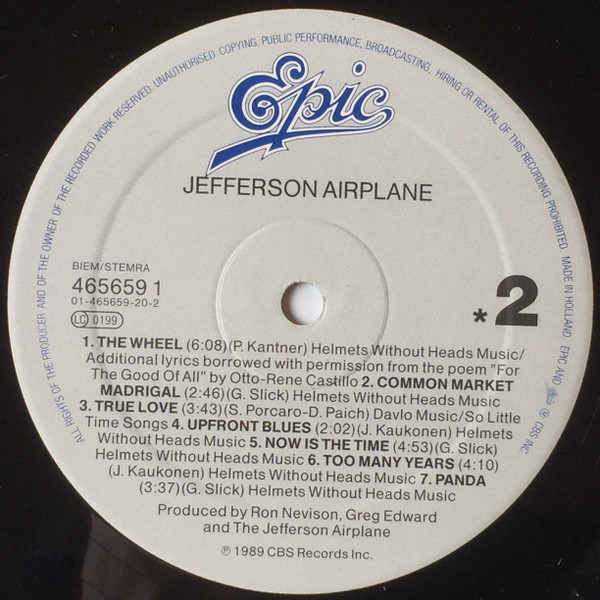 ALL RIGHTS OF THE PRODUCER AND OF THE OWNER OF THE RECORDED WORK RESERVED. UNAUTHORISED COPYING, PUBLIC PERFORMANCE, BROADCASTING, HIRING OR RENTAL OF THIS RECORDING PROHIBITED. MADE IN HOLLAND EPIC AND ℗ CBS INC.
Epic
JEFFERSON AIRPLANE
BIEM/STEMRA
465659 1
01-465659-20-2
LC 0199
*2
1. THE WHEEL (6:08)(P. Kantner) Helmets Without Heads Music/
Additional lyrics borrowed with permission from the poem "For
The Good Of All" by Otto-Rene Castillo 2. COMMON MARKET
MADRIGAL (2:46)(G. Slick) Helmets Without Heads Music
3. TRUE LOVE (3:43)(S. Porcaro-D. Paich) Davlo Music/So Little
Time Songs 4. UPFRONT BLUES (2:02)(J. Kaukonen) Helmets
Without Heads Music 5. NOW IS THE TIME (4:53)(G. Slick)
Helmets Without Heads Music 6. TOO MANY YEARS (4:10)
(J. Kaukonen) Helmets Without Heads Music 7. PANDA
(3:37)(G. Slick) Helmets Without Heads Music
Produced by Ron Nevison, Greg Edward
and The Jefferson Airplane
℗ 1989 CBS Records Inc.